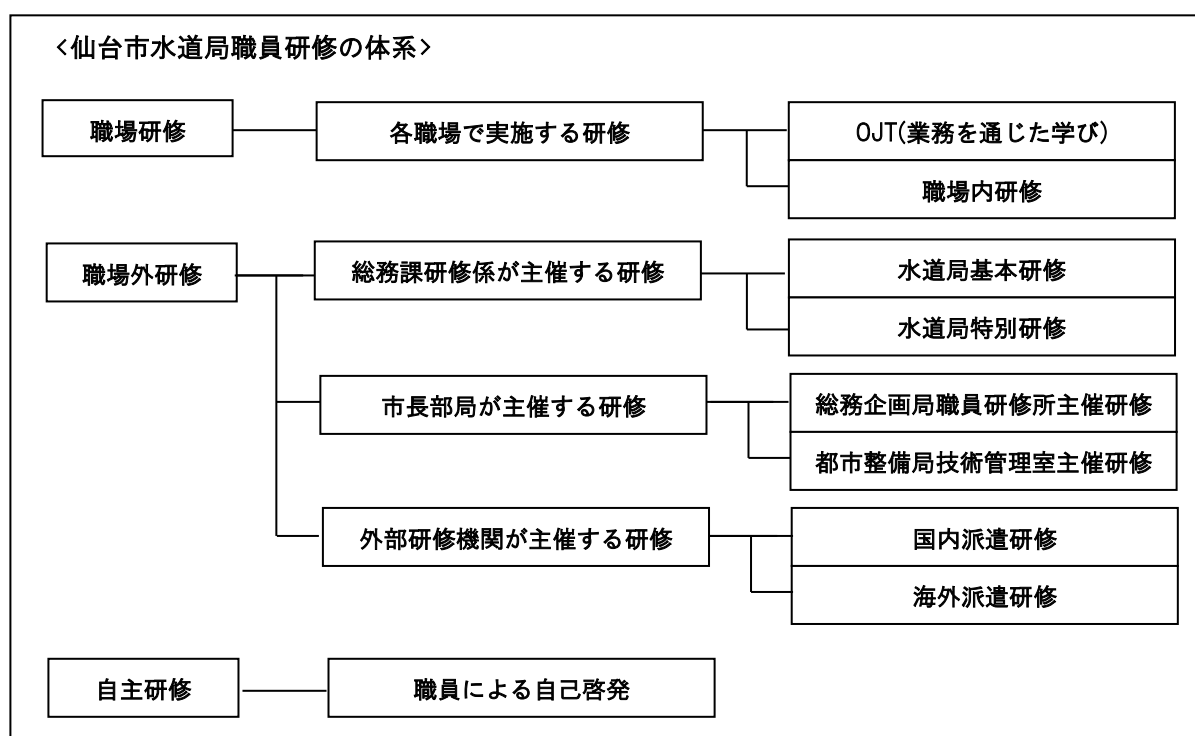 <仙台市水道局職員研修の体系>
職場研修
各職場で実施する研修
OJT(業務を通じた学び)
職場内研修
職場外研修
総務課研修係が主催する研修
水道局基本研修
水道局特別研修
市長部局が主催する研修
総務企画局職員研修所主催研修
都市整備局技術管理室主催研修
外部研修機関が主催する研修
国内派遣研修
海外派遣研修
自主研修
職員による自己啓発